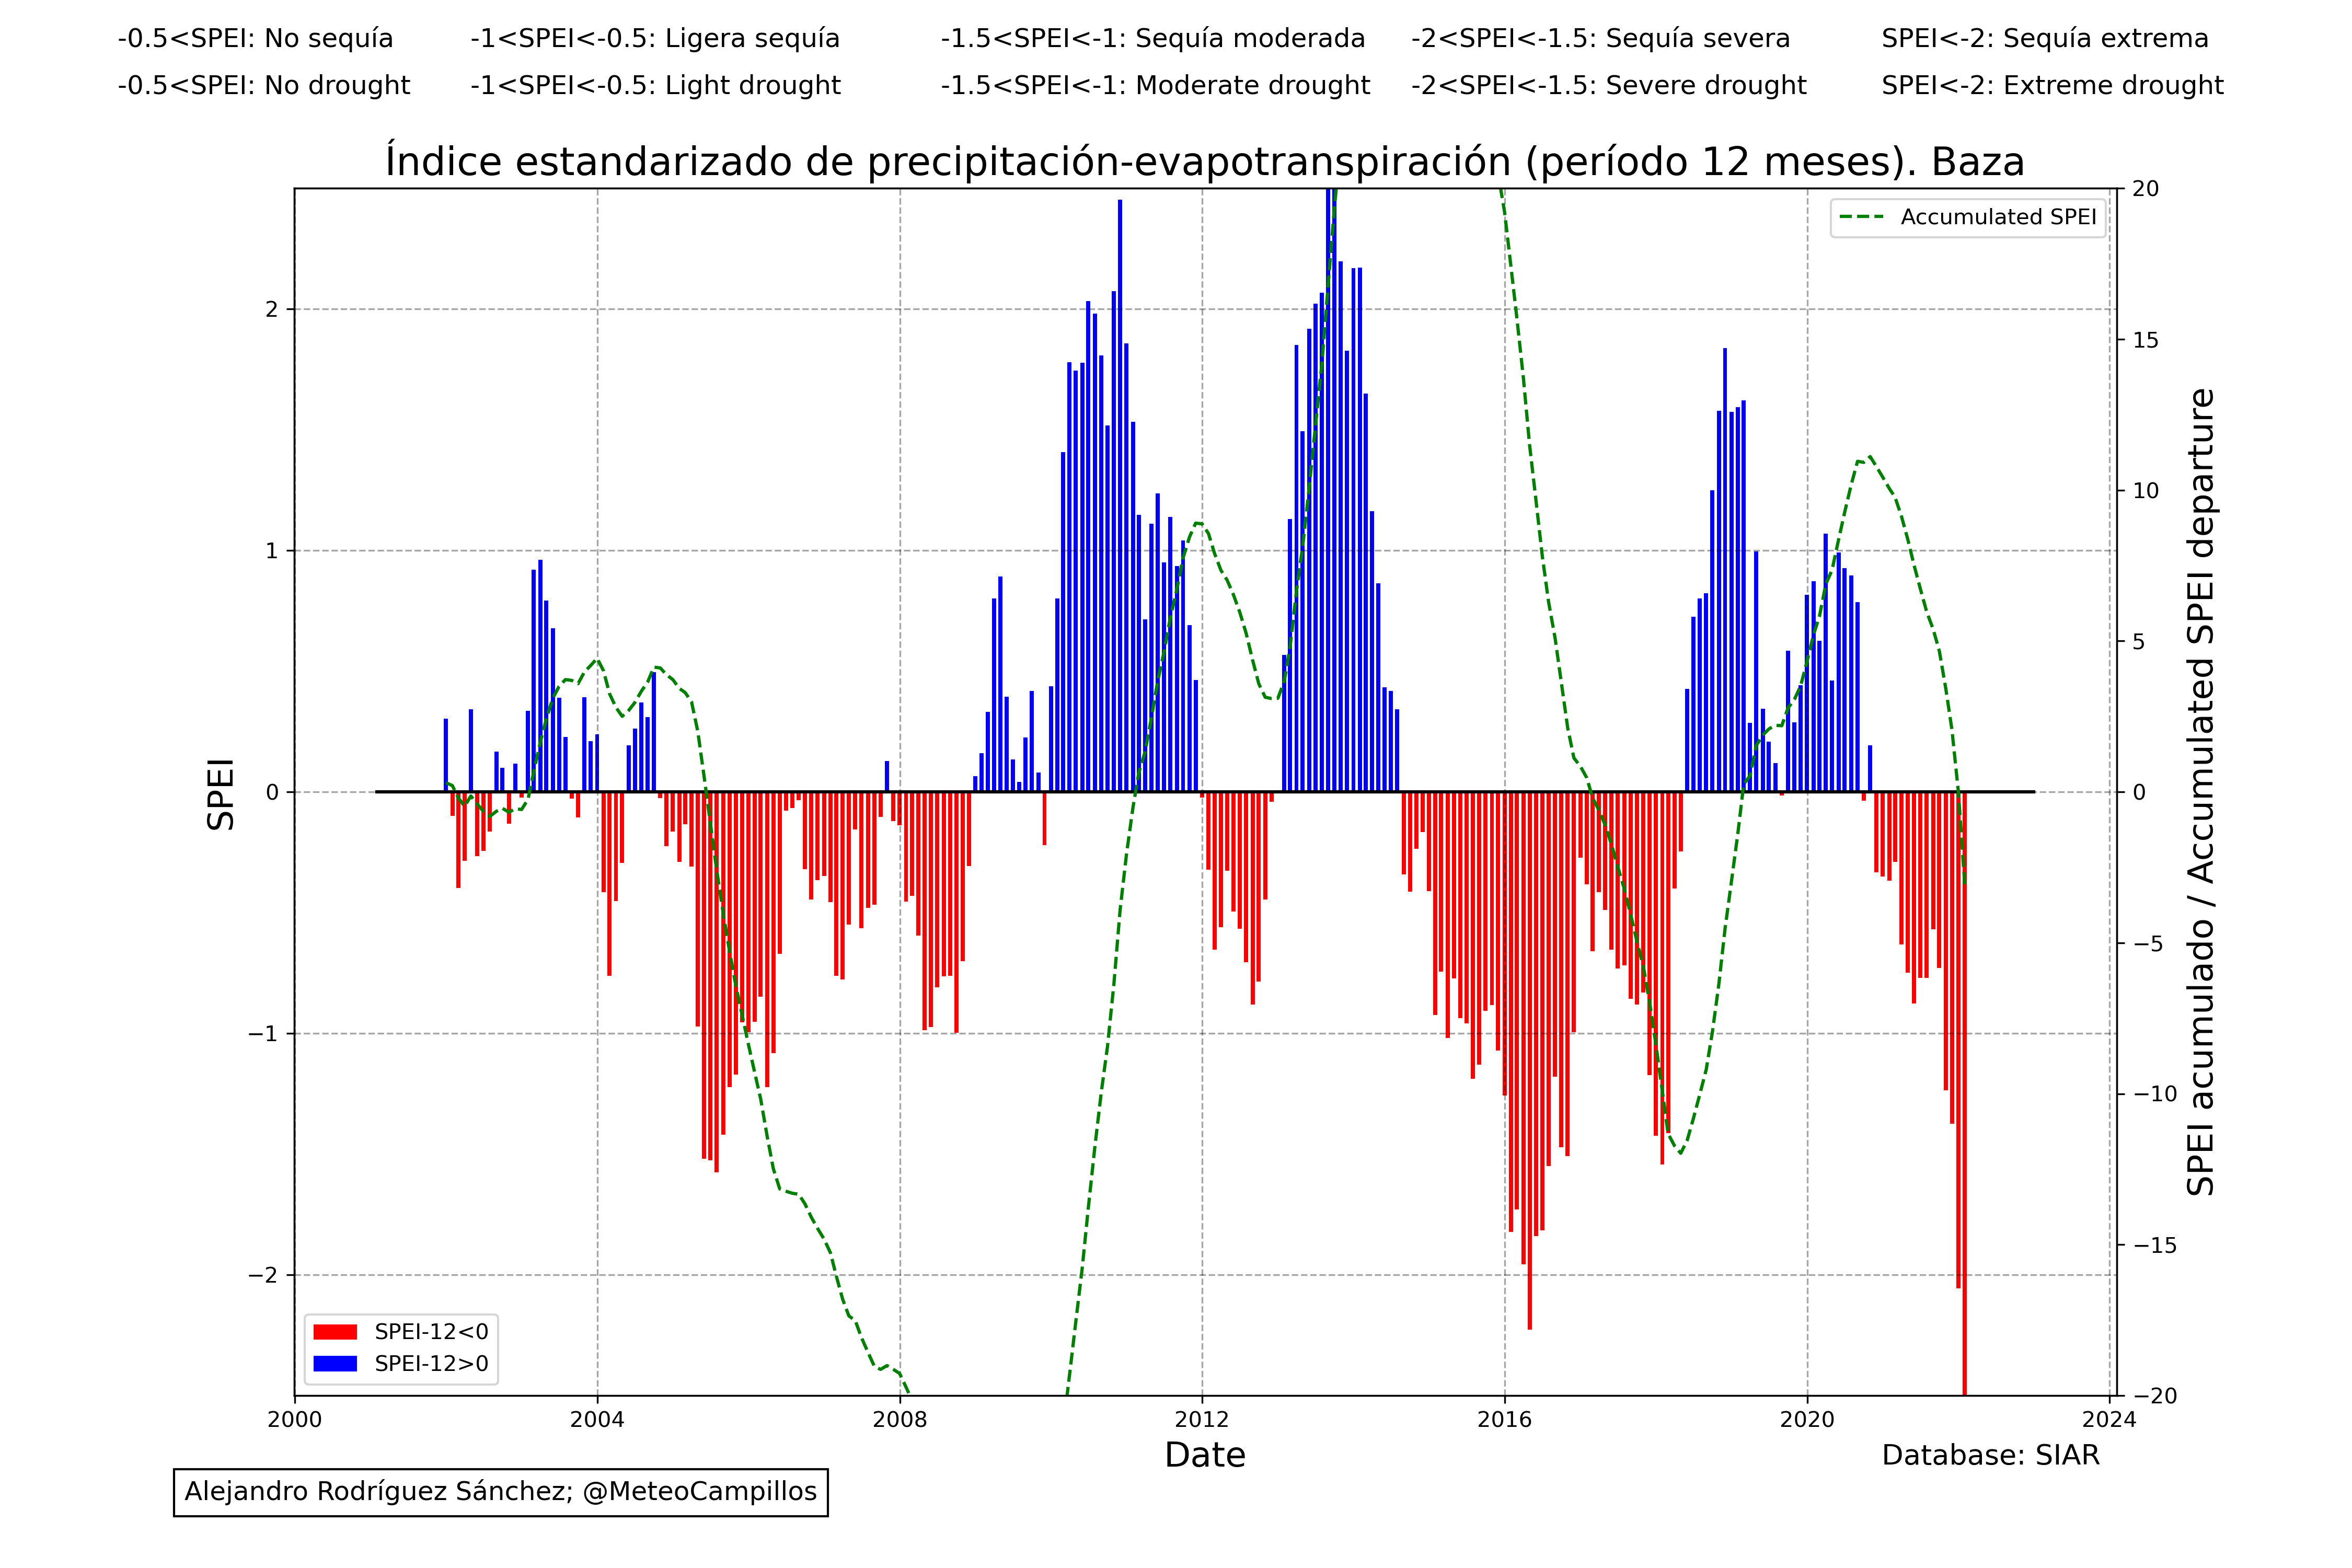 -0.5<SPEI: No sequía -1<SPEI<-0.5: Ligera sequía -1.5<SPEI<-1: Sequía moderada -2<SPEI<-1.5: Sequía severa SPEI<-2: Sequía extrema
-0.5<SPEI: No drought -1<SPEI<-0.5: Light drought -1.5<SPEI<-1: Moderate drought -2<SPEI<-1.5: Severe drought SPEI<-2: Extreme drought
Índice estandarizado de precipitación-evapotranspiración (período 12 meses). Baza
Accumulated SPEI
SPEI
2
1
0
−1
−2
20
15
10
5
0
−5
−10
−15
−20
SPEI acumulado / Accumulated SPEI departure
SPEI-12<0
SPEI-12>0
2000 2004 2008 2012 2016 2020 2024
Date
Database: SIAR
Alejandro Rodríguez Sánchez; @MeteoCampillos